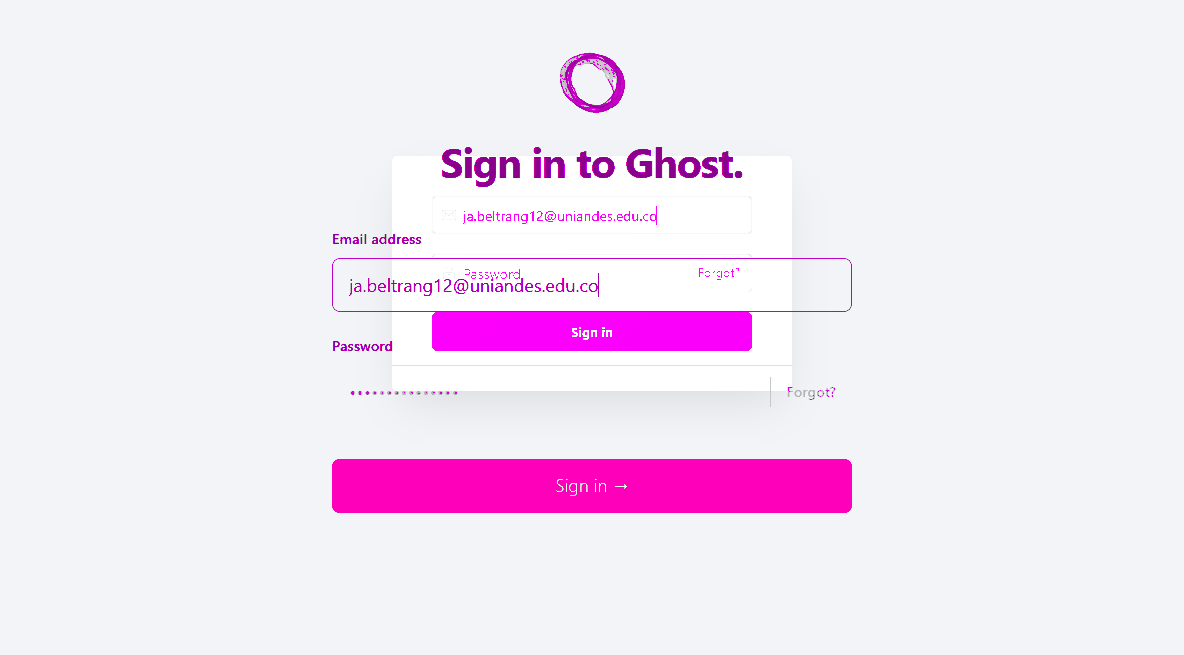 Sign in to Ghost.
ja.beltrang12@uniandes.edu.co
Email address
Password
Forgot?
ja.beltrang12@uniandes.edu.co
Sign in
Password
••••••••••••••• 
Forgot?
Sign in →